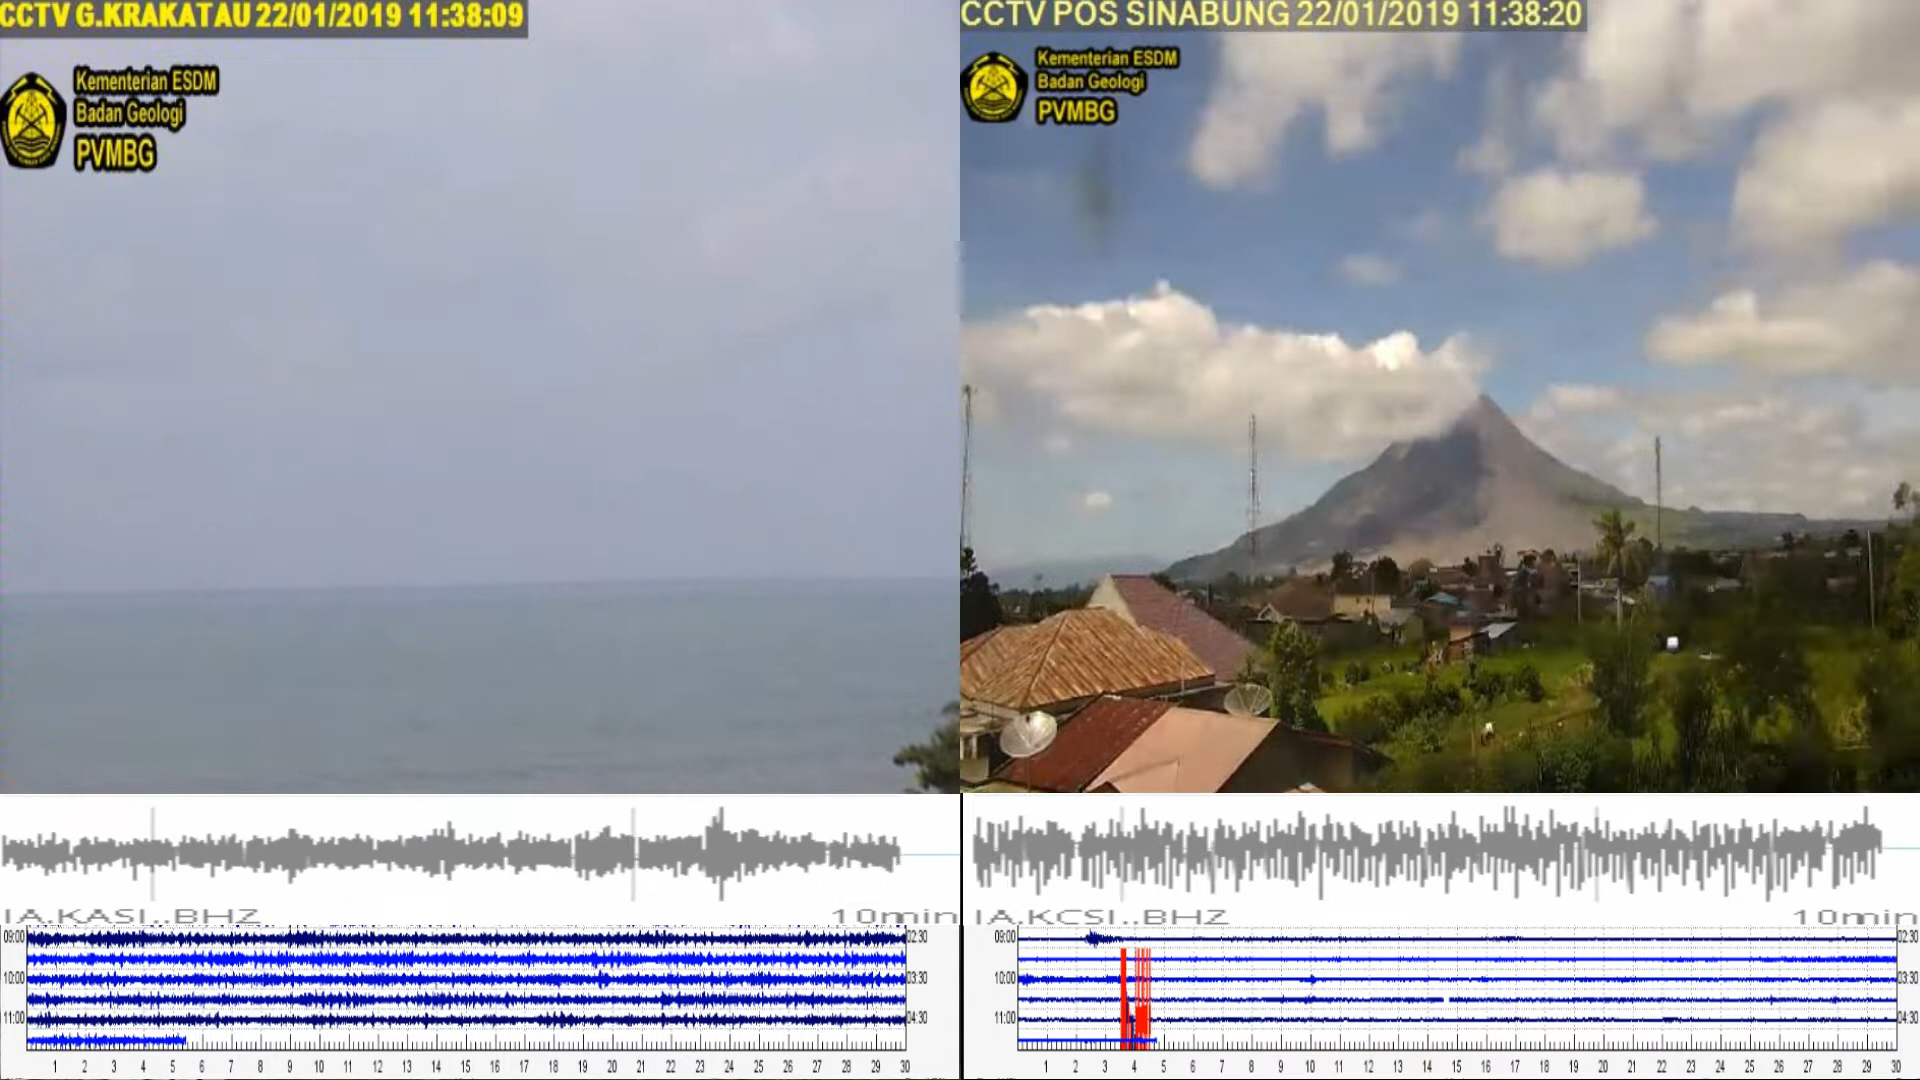 CCTV G.KRAKATAU 22/01/2019 11:38:09
Kementerian ESDM
Badan Geologi
PVMBG
CCTV POS SINABUNG 22/01/2019 11:38:20
Kementerian ESDM
Badan Geologi
PVMBG
IA.KASI..BHZ 10min
09:00 02:30
10:00 03:30
11:00 04:30
1 2 3 4 5 6 7 8 9 10 11 12 13 14 15 16 17 18 19 20 21 22 23 24 25 26 27 28 29 30
IA.KCSI..BHZ 10min
09:00 02:30
10:00 03:30
11:00 04:30
1 2 3 4 5 6 7 8 9 10 11 12 13 14 15 16 17 18 19 20 21 22 23 24 25 26 27 28 29 30